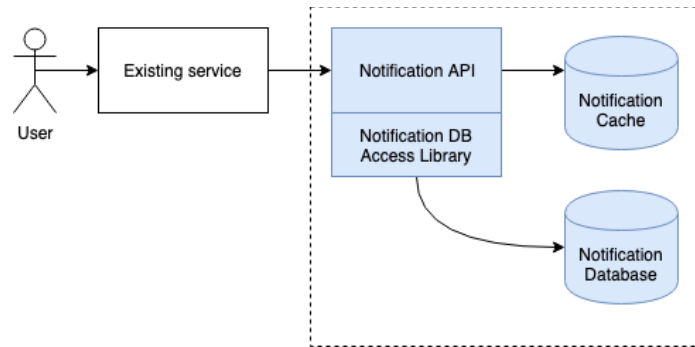 User
Existing service
Notification API
Notification DB
Access Library
Notification
Cache
Notification
Database